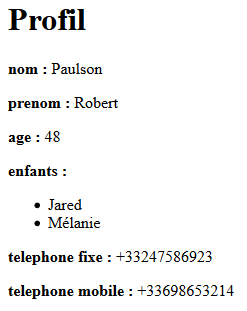 Profil
nom : Paulson
prenom : Robert
age : 48
enfants :
• Jared
• Mélanie
telephone fixe : +33247586923
telephone mobile : +33698653214